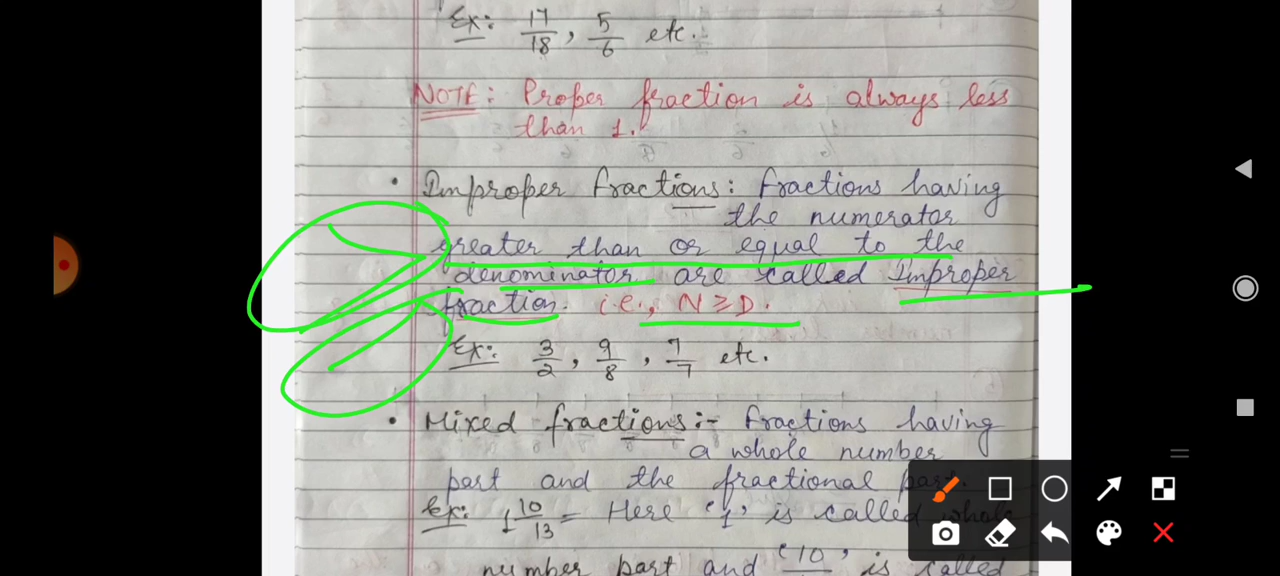 Ex: 17/18, 5/6 etc.
NOTE: Proper fraction is always less
than 1.
• Improper fractions: fractions having
the numerator
greater than or equal to the
denominator are called Improper
fraction. i.e., N ≥ D.
Ex: 3/2, 9/8, 7/7 etc.
• Mixed fractions:- fractions having
a whole number
part and the fractional part.
Ex: 1 10/13 = Here '1' is called whole
number part and '10 ' is called